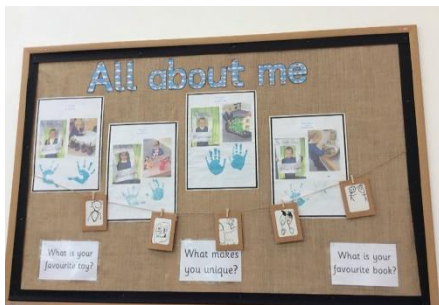 All about me
What is your
favourite toy?
What makes
you unique?
What is your
favourite book?